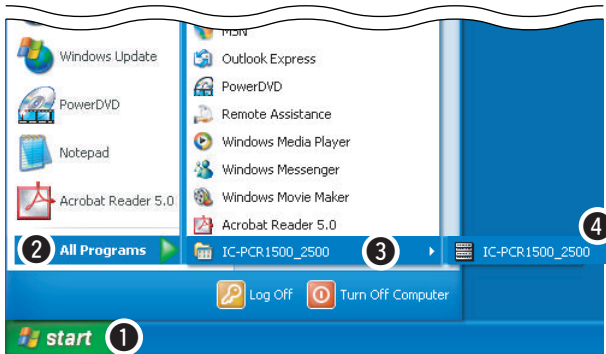 MSN
Windows Update
Outlook Express
PowerDVD
PowerDVD
Remote Assistance
Notepad
Windows Media Player
Windows Messenger
Acrobat Reader 5.0
Windows Movie Maker
Acrobat Reader 5.0
2 All Programs
IC-PCR1500_2500 3
4
IC-PCR1500_2500
Log Off
Turn Off Computer
start 1